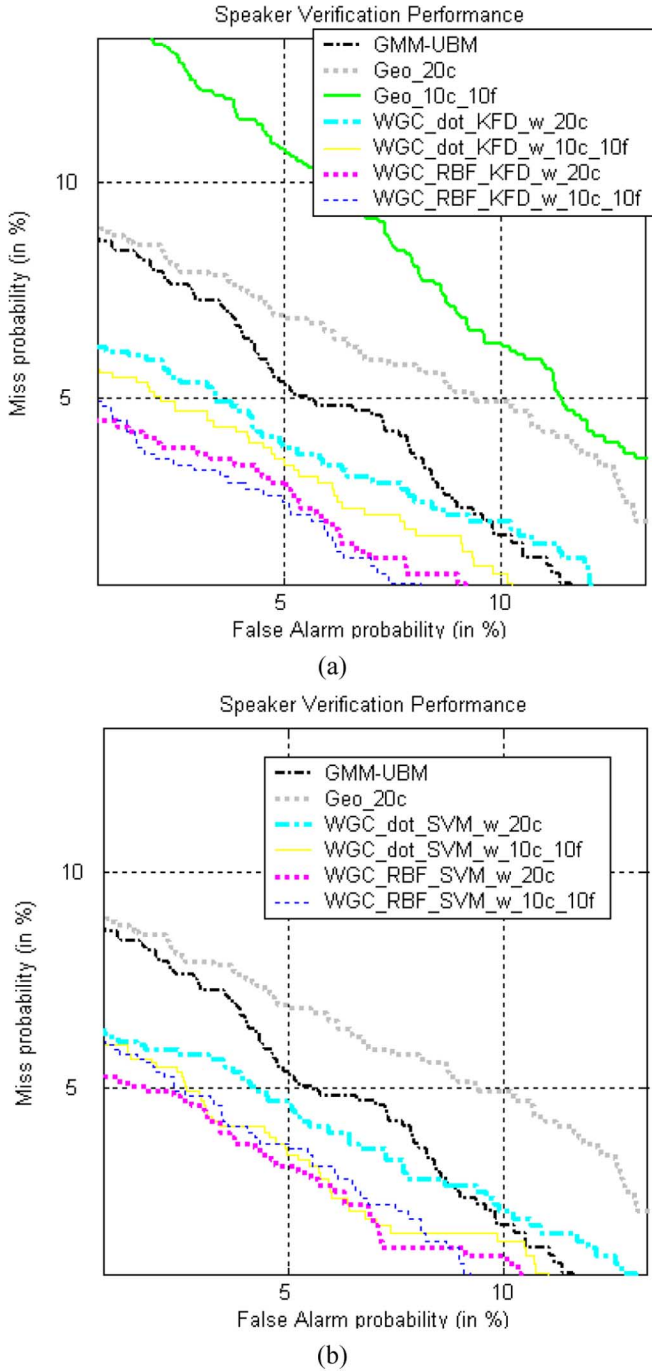 Speaker Verification Performance
GMM-UBM
Geo_20c
Geo_10c_10f
WGC_dot_KFD_w_20c
WGC_dot_KFD_w_10c_10f
WGC_RBF_KFD_w_20c
WGC_RBF_KFD_w_10c_10f
Miss probability (in %)
10
5
5
10
False Alarm probability (in %)
(a)
Speaker Verification Performance
GMM-UBM
Geo_20c
WGC_dot_SVM_w_20c
WGC_dot_SVM_w_10c_10f
WGC_RBF_SVM_w_20c
WGC_RBF_SVM_w_10c_10f
Miss probability (in %)
10
5
5
10
False Alarm probability (in %)
(b)